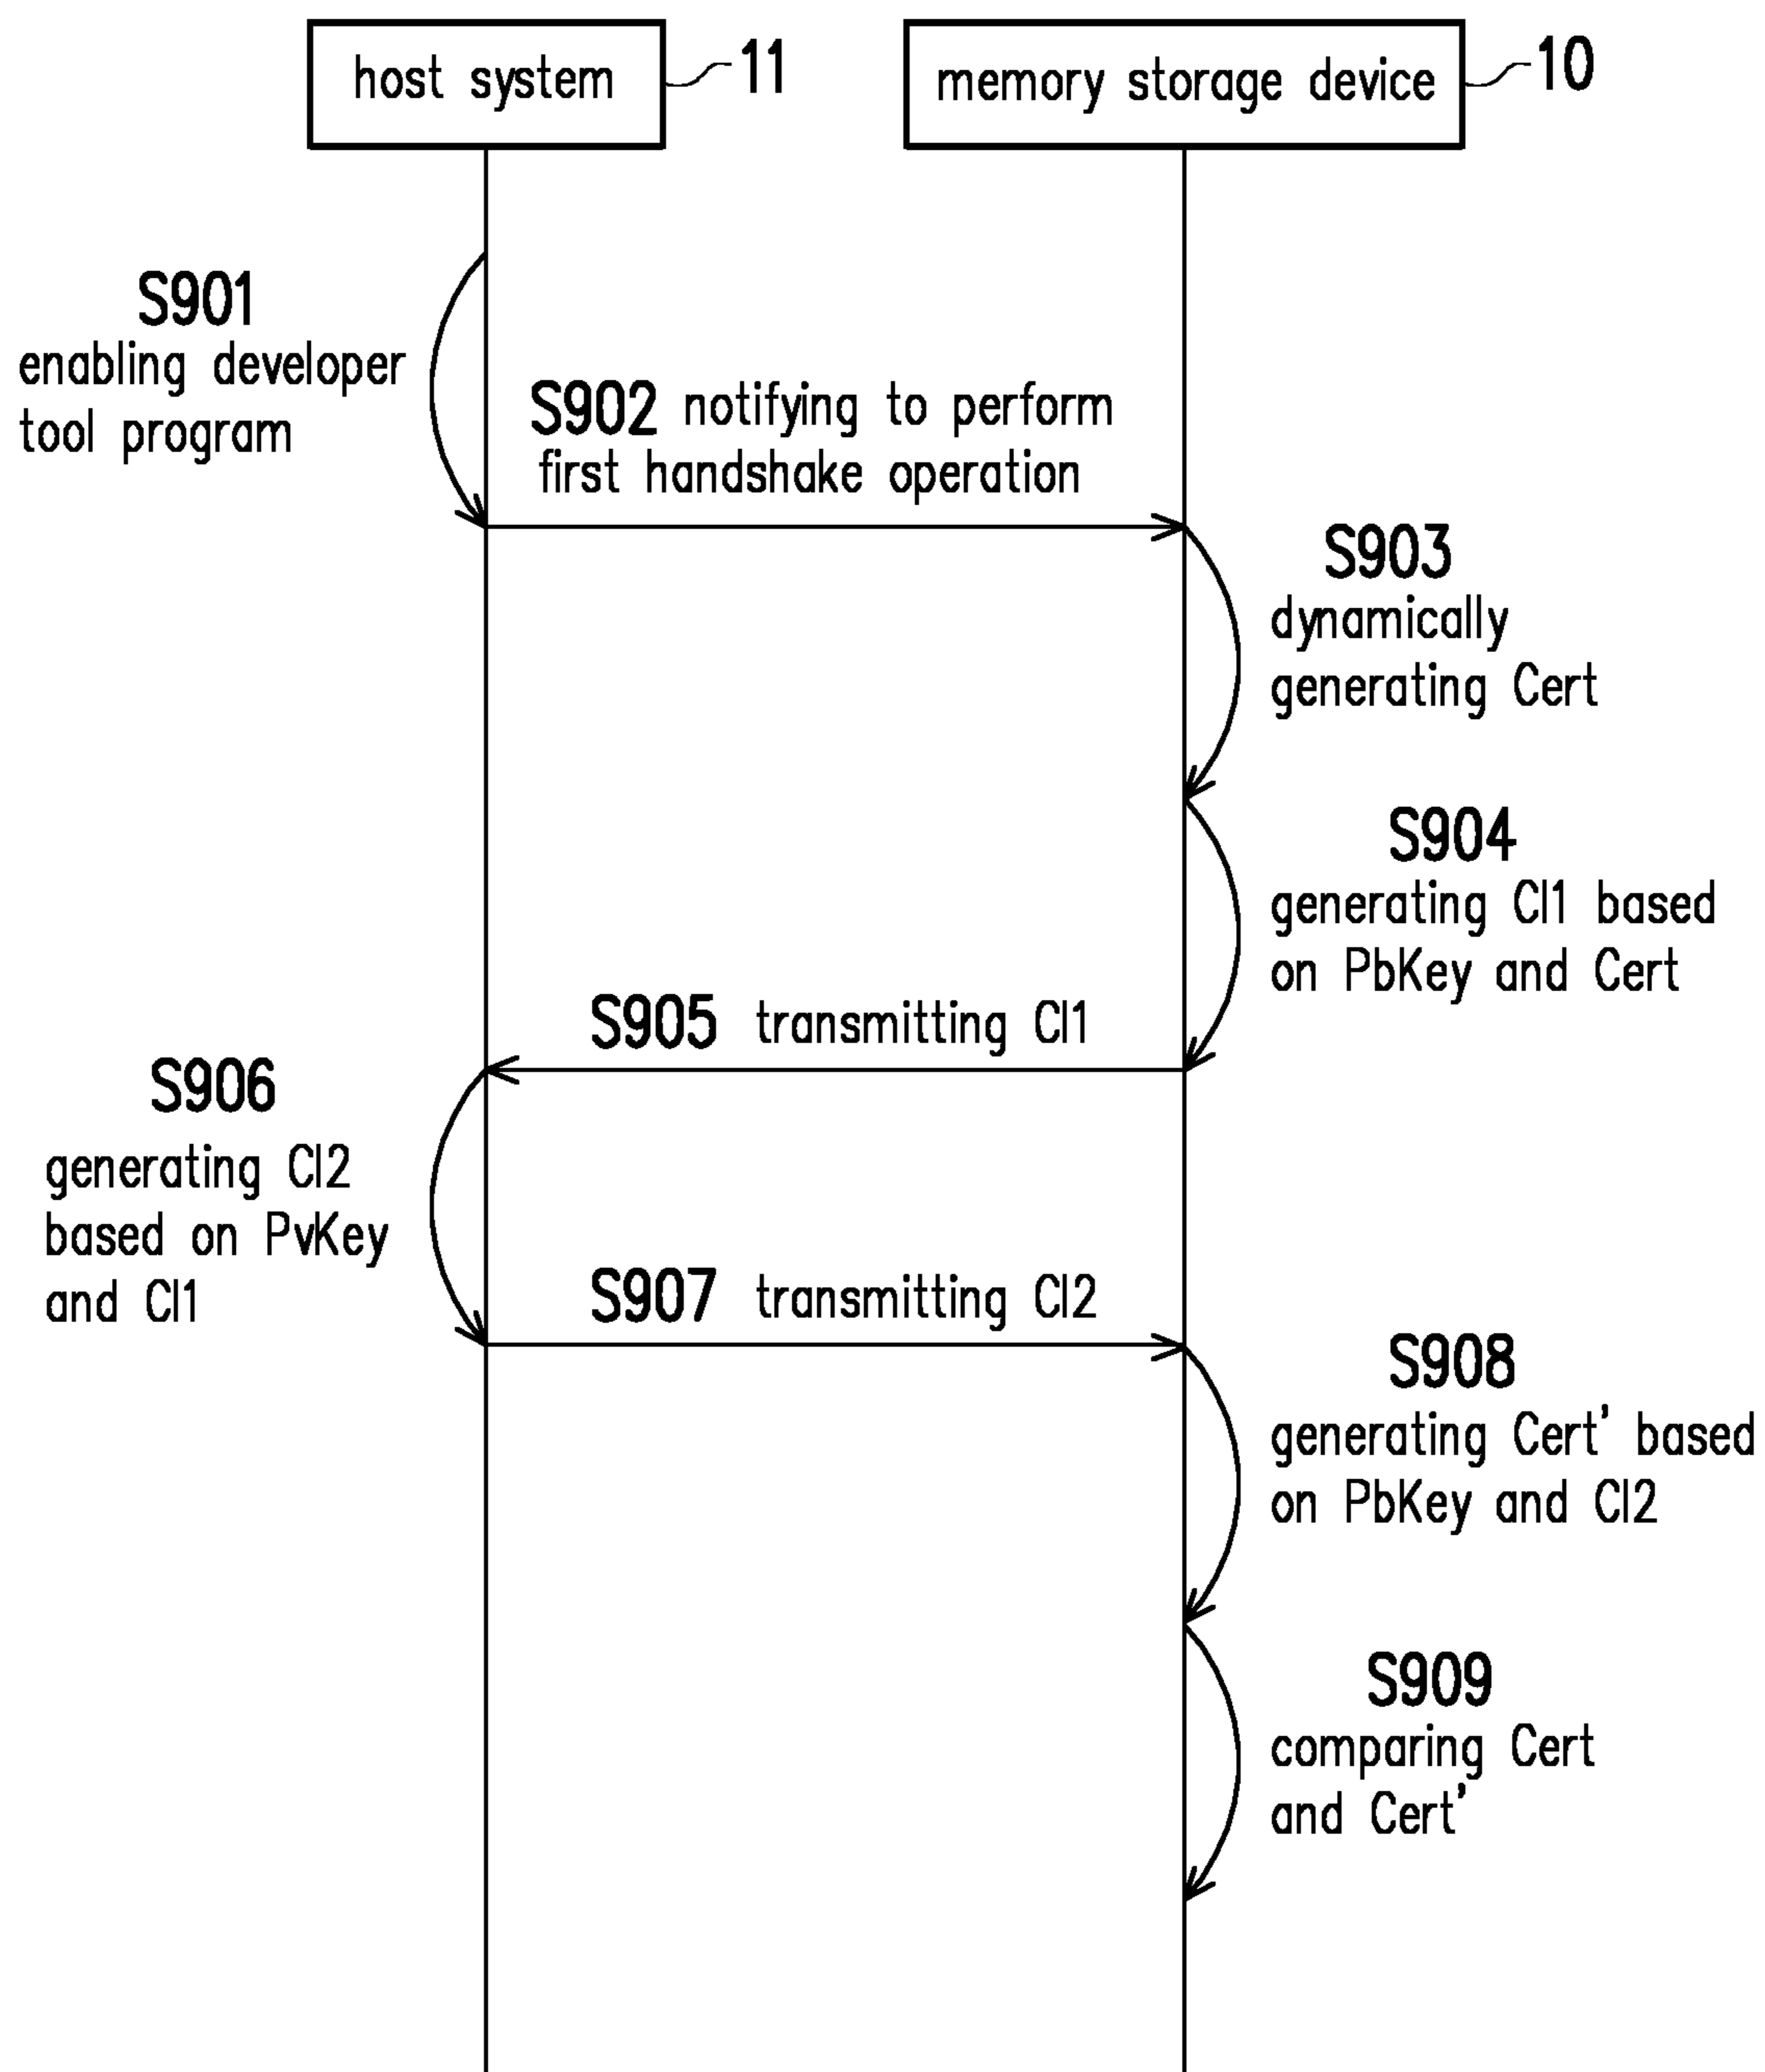 host system
11
memory storage device
10
S901
enabling developer
tool program
S902 notifying to perform
first handshake operation
S903
dynamically
generating Cert
S904
generating CI1 based
on PbKey and Cert
S905 transmitting CI1
S906
generating CI2
based on PvKey
and CI1
S907 transmitting CI2
S908
generating Cert' based
on PbKey and CI2
S909
comparing Cert
and Cert'